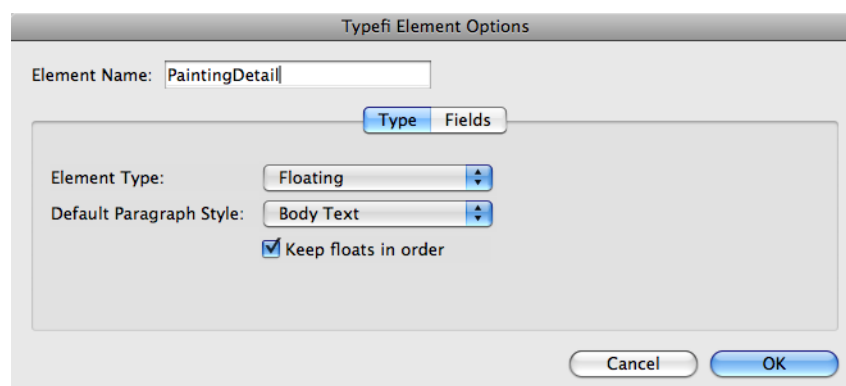 Typefi Element Options
Element Name: PaintingDetail
Type Fields
Element Type: Floating
Default Paragraph Style: Body Text
Keep floats in order
Cancel OK